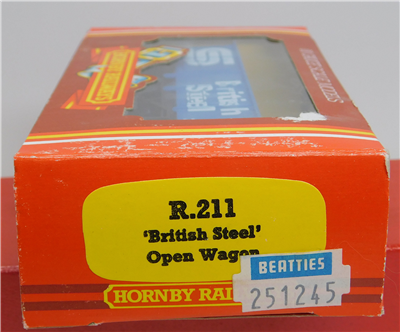 British
Steel
R.211
'British Steel'
Open Wagon
BEATTIES
HORNBY RAI
251245